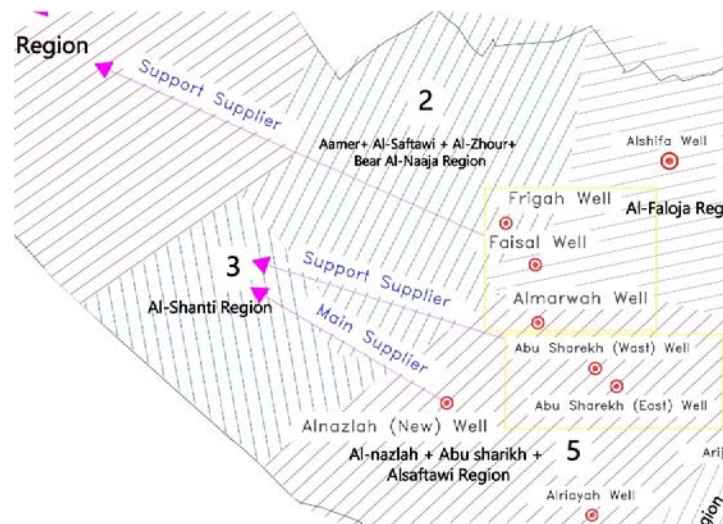 Region
Support Supplier
2
Aamer+ Al-Saftawi + Al-Zhour+
Bear Al-Naaja Region
Alshifa Well
Frigah Well
Al-Faloja Reg
Faisal Well
3
Al-Shanti Region
Support Supplier
Almarwah Well
Main Supplier
Abu Sharekh (Wast) Well
Abu Sharekh (East) Well
Alnazlah (New) Well
Al-nazlah + Abu sharikh +
Alsaftawi Region
5
Arij
Alriayah Well
gion